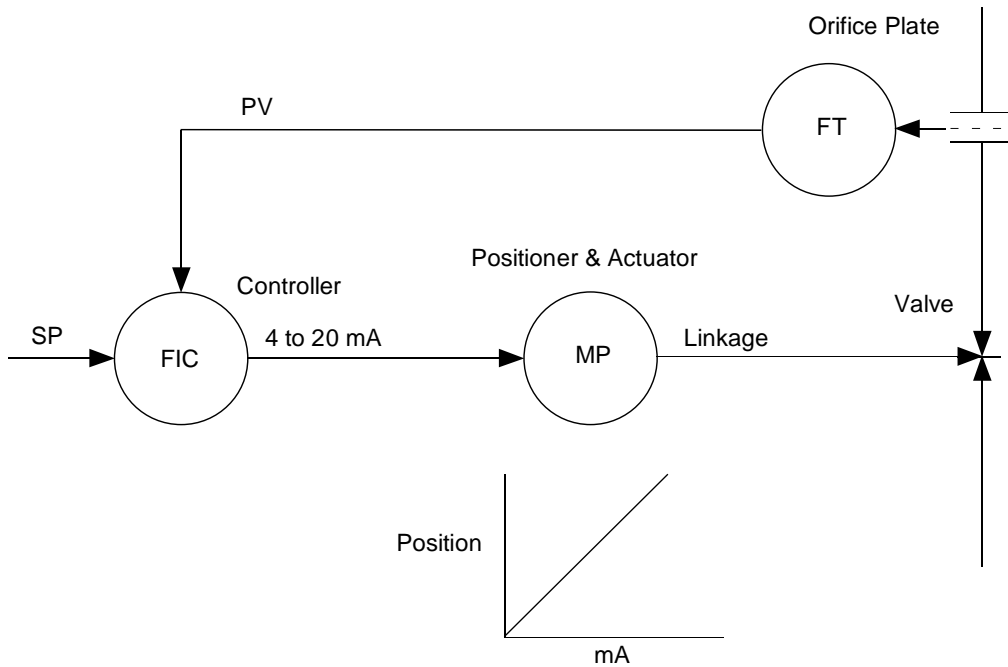 Orifice Plate
PV
FT
Positioner & Actuator
Controller
Valve
SP
4 to 20 mA
Linkage
FIC
MP
Position
mA